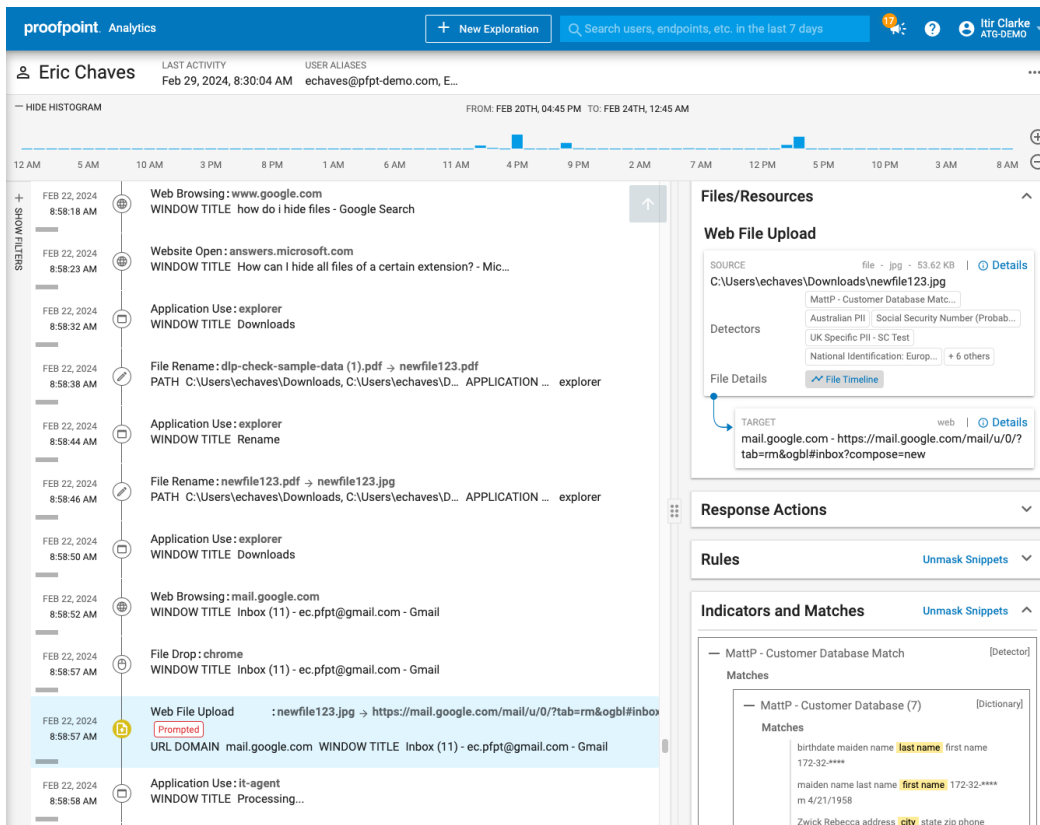 proofpoint. Analytics
+ New Exploration
Search users, endpoints, etc. in the last 7 days
17
?
Itir Clarke
ATG-DEMO
Eric Chaves
LAST ACTIVITY
Feb 29, 2024, 8:30:04 AM
USER ALIASES
echaves@pfpt-demo.com, E...
HIDE HISTOGRAM
FROM: FEB 20TH, 04:45 PM TO: FEB 24TH, 12:45 AM
12 AM 5 AM 10 AM 3 PM 8 PM 1 AM 6 AM 11 AM 4 PM 9 PM 2 AM 7 AM 12 PM 5 PM 10 PM 3 AM 8 AM
+ SHOW FILTERS
FEB 22, 2024
8:58:18 AM
Web Browsing: www.google.com
WINDOW TITLE how do i hide files - Google Search
FEB 22, 2024
8:58:23 AM
Website Open: answers.microsoft.com
WINDOW TITLE How can I hide all files of a certain extension? - Mic...
FEB 22, 2024
8:58:32 AM
Application Use: explorer
WINDOW TITLE Downloads
FEB 22, 2024
8:58:38 AM
File Rename: dlp-check-sample-data (1).pdf → newfile123.pdf
PATH C:\Users\echaves\Downloads, C:\Users\echaves\D... APPLICATION ... explorer
FEB 22, 2024
8:58:44 AM
Application Use: explorer
WINDOW TITLE Rename
FEB 22, 2024
8:58:46 AM
File Rename: newfile123.pdf → newfile123.jpg
PATH C:\Users\echaves\Downloads, C:\Users\echaves\D... APPLICATION ... explorer
FEB 22, 2024
8:58:50 AM
Application Use: explorer
WINDOW TITLE Downloads
FEB 22, 2024
8:58:52 AM
Web Browsing: mail.google.com
WINDOW TITLE Inbox (11) - ec.pfpt@gmail.com - Gmail
FEB 22, 2024
8:58:57 AM
File Drop: chrome
WINDOW TITLE Inbox (11) - ec.pfpt@gmail.com - Gmail
FEB 22, 2024
8:58:57 AM
Web File Upload : newfile123.jpg → https://mail.google.com/mail/u/0/?tab=rm&ogbl#inbox
Prompted
URL DOMAIN mail.google.com WINDOW TITLE Inbox (11) - ec.pfpt@gmail.com - Gmail
FEB 22, 2024
8:58:58 AM
Application Use: it-agent
WINDOW TITLE Processing...
Files/Resources
Web File Upload
SOURCE file - jpg - 53.62 KB | Details
C:\Users\echaves\Downloads\newfile123.jpg
Detectors
MattP - Customer Database Matc...
Australian PII Social Security Number (Probab...
UK Specific PII - SC Test
National Identification: Europ... + 6 others
File Details File Timeline
TARGET web | Details
mail.google.com - https://mail.google.com/mail/u/0/?
tab=rm&ogbl#inbox?compose=new
Response Actions
Rules Unmask Snippets
Indicators and Matches Unmask Snippets
MattP - Customer Database Match [Detector]
Matches
MattP - Customer Database (7) [Dictionary]
Matches
birthdate maiden name last name first name
172-32-****
maiden name last name first name 172-32-****
m 4/21/1958
Zwick Rebecca address city state zip phone